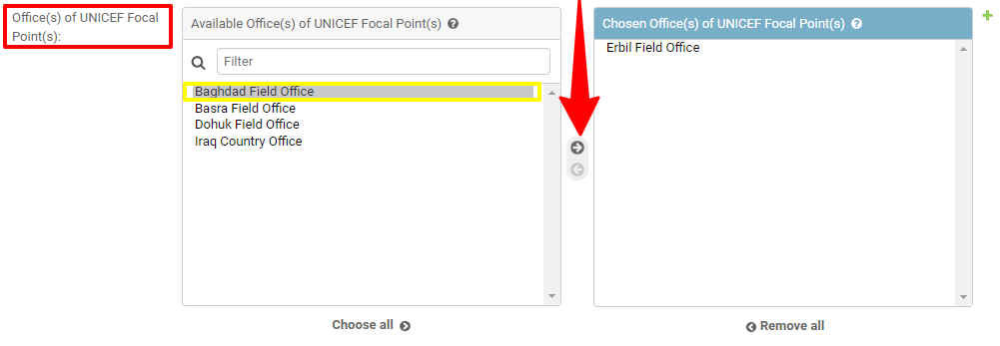 Office(s) of UNICEF Focal
Point(s):
Available Office(s) of UNICEF Focal Point(s)
Filter
Baghdad Field Office
Basra Field Office
Dohuk Field Office
Iraq Country Office
Choose all
Chosen Office(s) of UNICEF Focal Point(s)
Erbil Field Office
Remove all